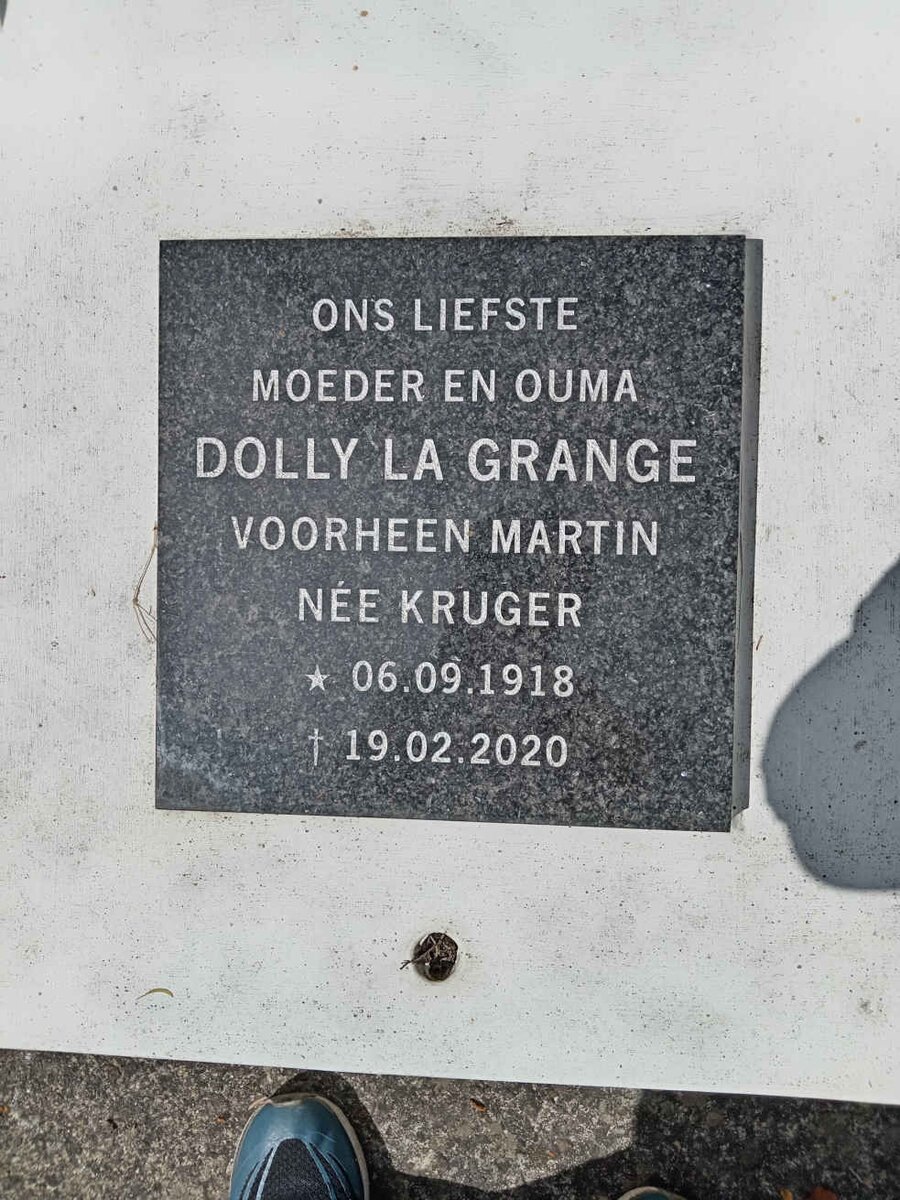 ONS LIEFSTE
MOEDER EN OUMA
DOLLY LA GRANGE
VOORHEEN MARTIN
NÉE KRUGER
★ 06.09.1918
† 19.02.2020